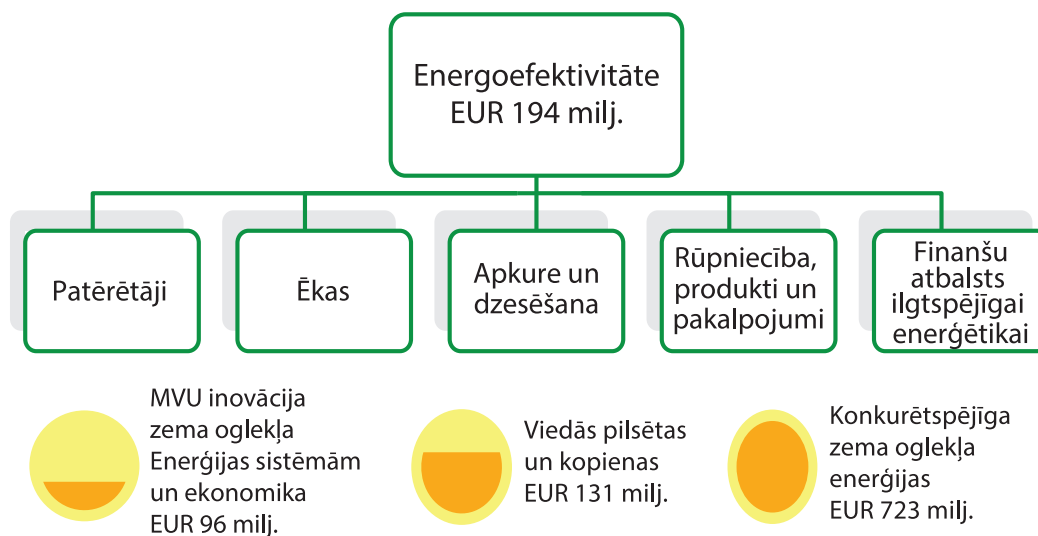 Energoefektivitāte
EUR 194 milj.
Patērētāji
Ēkas
Apkure un
dzesēšana
Rūpniecība,
produkti un
pakalpojumi
Finanšu
atbalsts
ilgtspējīgai
enerģētikai
MVU inovācija
zema oglekļa
Enerģijas sistēmām
un ekonomika
EUR 96 milj.
Viedās pilsētas
un kopienas
EUR 131 milj.
Konkurētspējīga
zema oglekļa
enerģijas
EUR 723 milj.